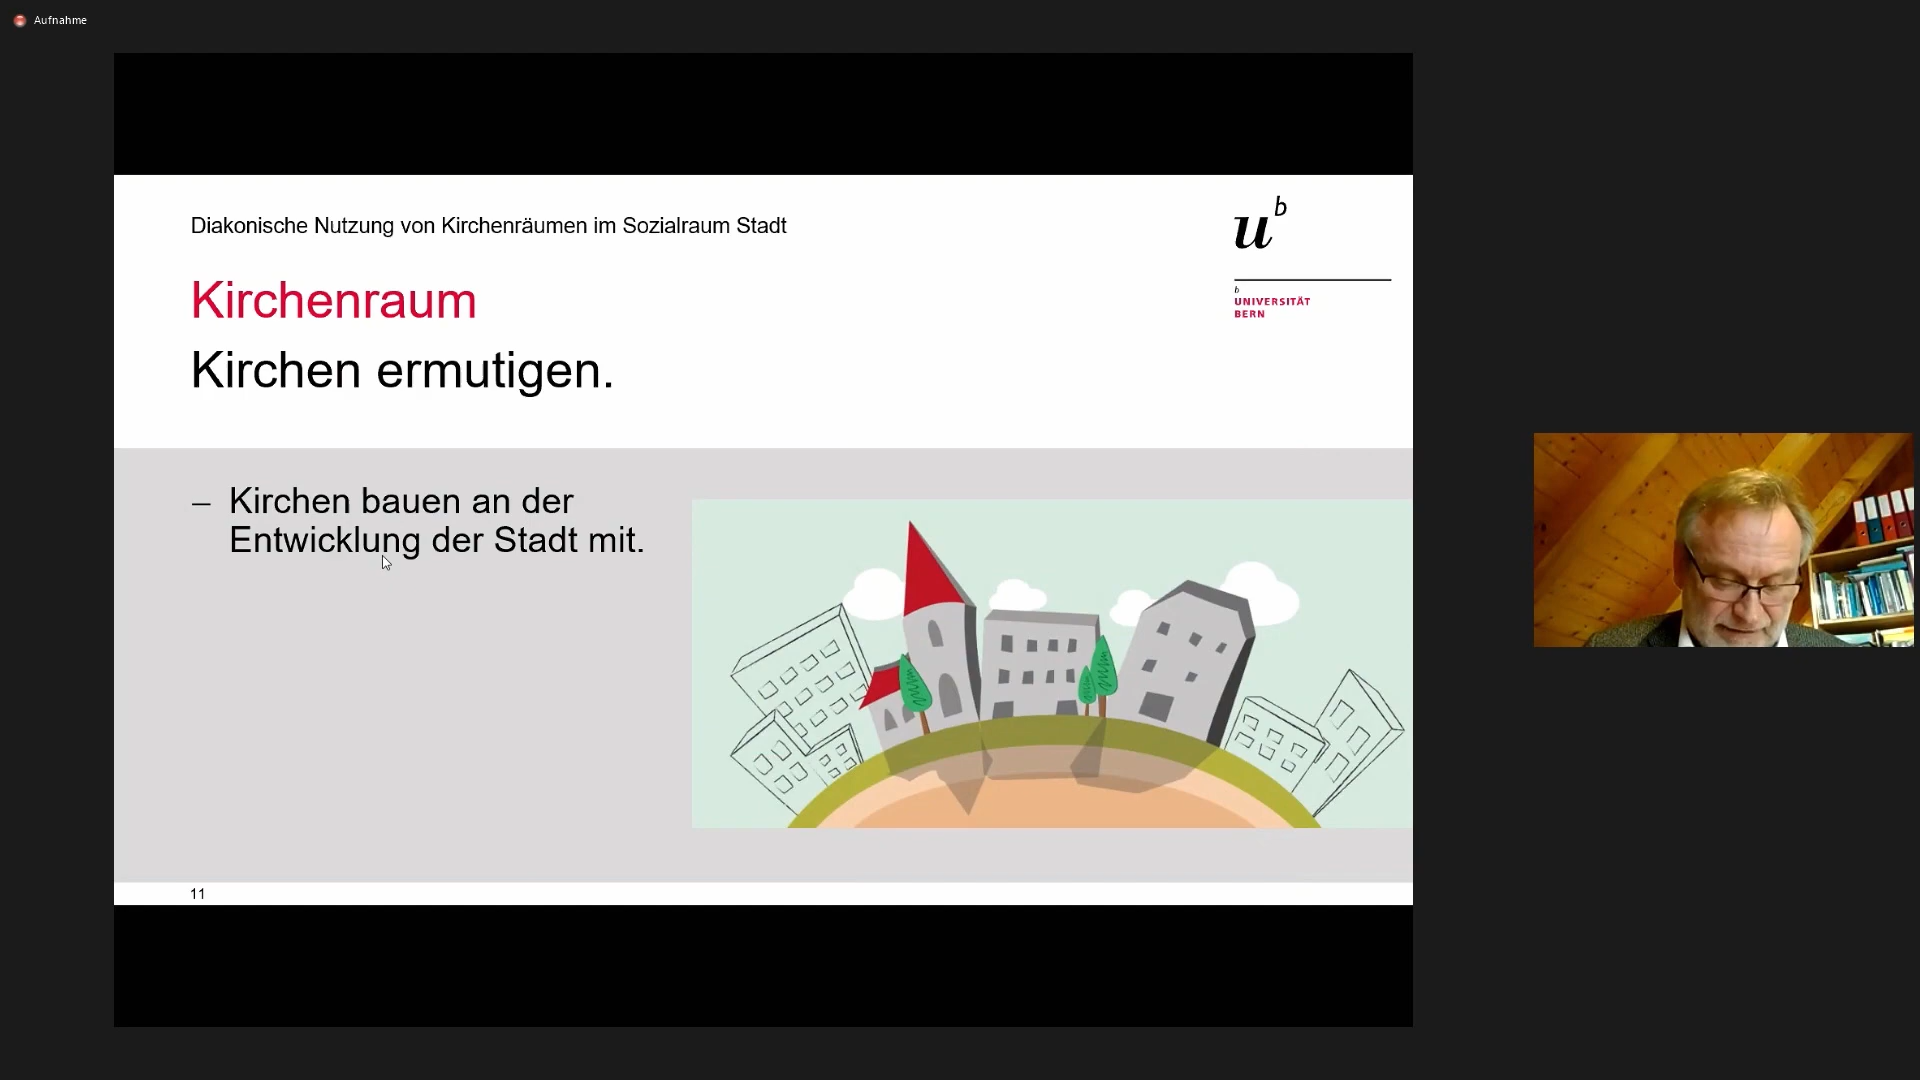 Aufnahme
Diakonische Nutzung von Kirchenräumen im Sozialraum Stadt
u b
b
UNIVERSITÄT
BERN
Kirchenraum
Kirchen ermutigen.
– Kirchen bauen an der
Entwicklung der Stadt mit.
11